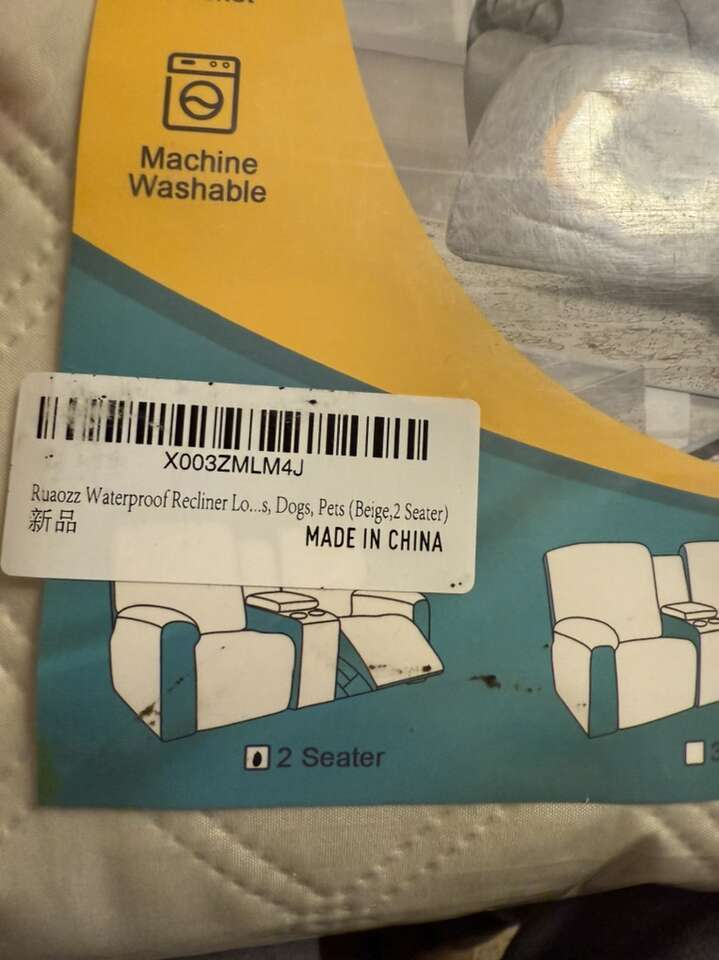 Machine
Washable
X003ZMLM4J
Ruaozz Waterproof Recliner Lo...s, Dogs, Pets (Beige,2 Seater)
新品
MADE IN CHINA
2 Seater